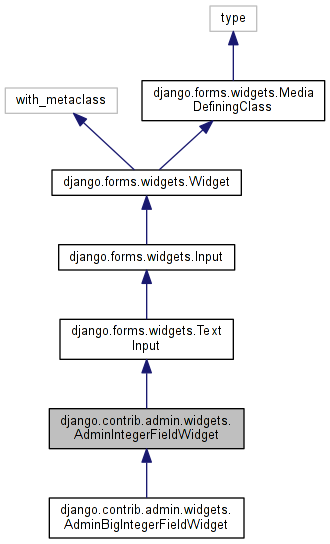 type
django.forms.widgets.Media
DefiningClass
with_metaclass
django.forms.widgets.Widget
django.forms.widgets.Input
django.forms.widgets.Text
Input
django.contrib.admin.widgets.
AdminIntegerFieldWidget
django.contrib.admin.widgets.
AdminBigIntegerFieldWidget